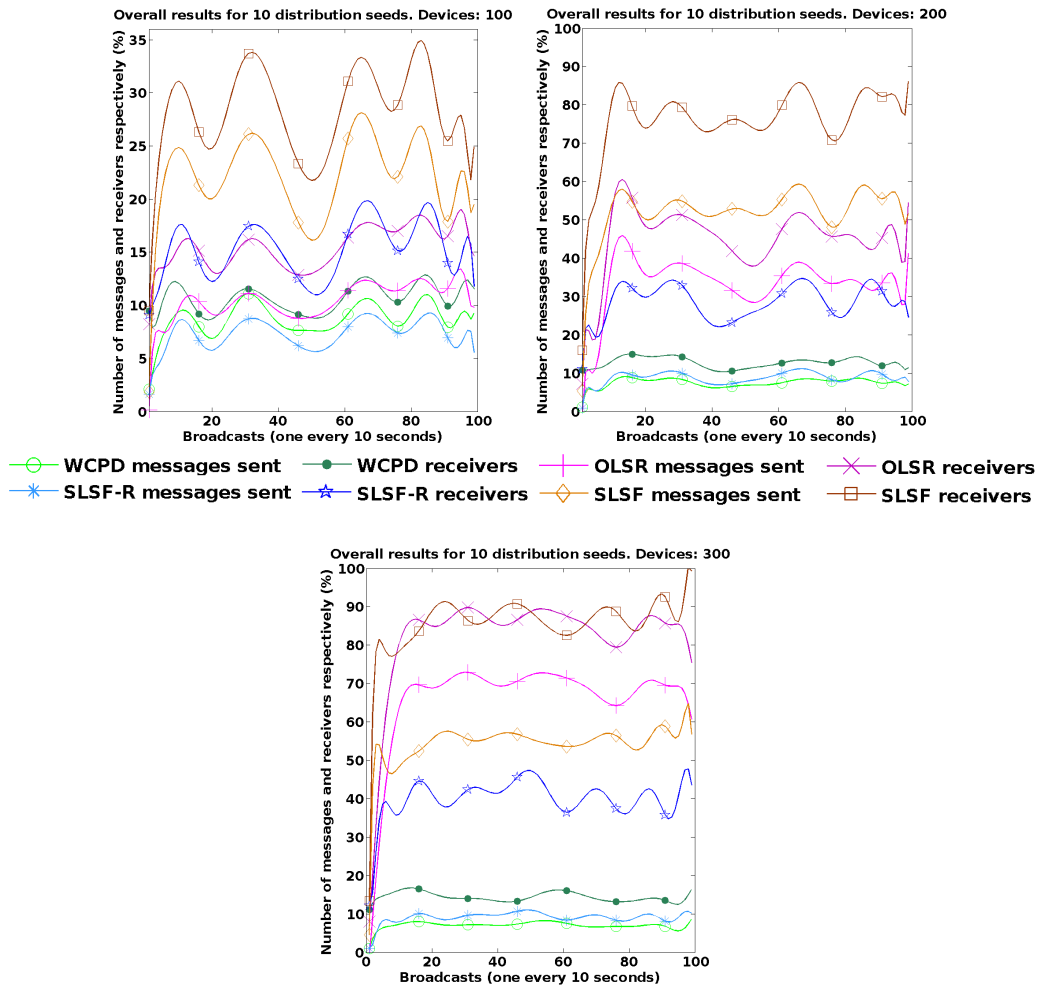 Overall results for 10 distribution seeds. Devices: 100
Number of messages and receivers respectively (%)
35
30
25
20
15
10
5
0
0
20
40
60
80
100
Broadcasts (one every 10 seconds)
Overall results for 10 distribution seeds. Devices: 200
Number of messages and receivers respectively (%)
100
90
80
70
60
50
40
30
20
10
0
0
20
40
60
80
100
Broadcasts (one every 10 seconds)
WCPD messages sent
WCPD receivers
OLSR messages sent
OLSR receivers
SLSF-R messages sent
SLSF-R receivers
SLSF messages sent
SLSF receivers
Overall results for 10 distribution seeds. Devices: 300
Number of messages and receivers respectively (%)
100
90
80
70
60
50
40
30
20
10
0
0
20
40
60
80
100
Broadcasts (one every 10 seconds)